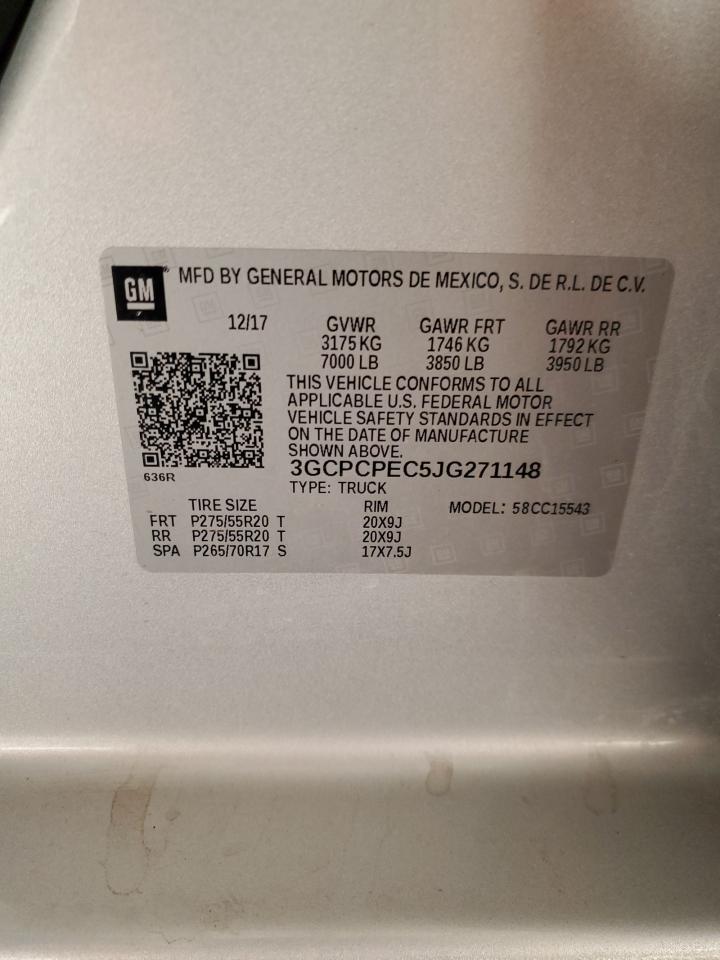 GM
MFD BY GENERAL MOTORS DE MEXICO, S. DE R.L. DE C.V.
12/17 GVWR GAWR FRT GAWR RR
3175 KG 1746 KG 1792 KG
7000 LB 3850 LB 3950 LB
THIS VEHICLE CONFORMS TO ALL
APPLICABLE U.S. FEDERAL MOTOR
VEHICLE SAFETY STANDARDS IN EFFECT
ON THE DATE OF MANUFACTURE
SHOWN ABOVE.
3GCPCPEC5JG271148
636R
TYPE: TRUCK
TIRE SIZE RIM MODEL: 58CC15543
FRT P275/55R20 T 20X9J
RR P275/55R20 T 20X9J
SPA P265/70R17 S 17X7.5J